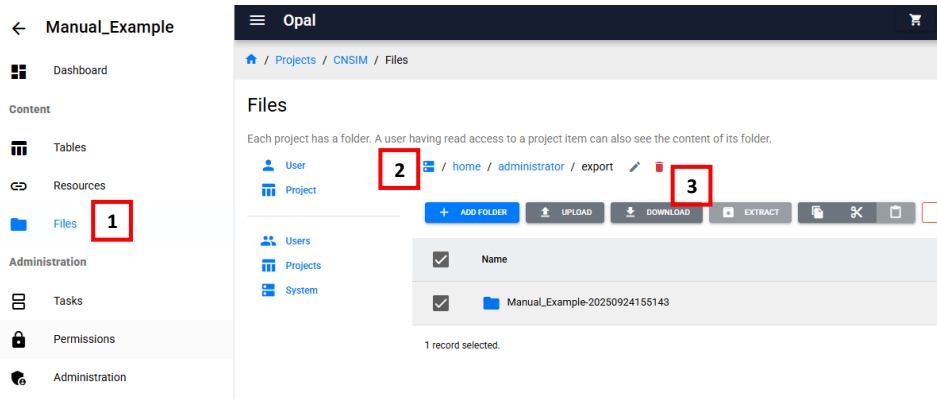 Manual_Example
Dashboard
Content
Tables
Resources
Files
1
Administration
Tasks
Permissions
Administration
Opal
/ Projects / CNSIM / Files
Files
Each project has a folder. A user having read access to a project item can also see the content of its folder.
User
Project
Users
Projects
System
2
/ home / administrator / export
3
ADD FOLDER UPLOAD DOWNLOAD EXTRACT
Name
Manual_Example-20250924155143
1 record selected.